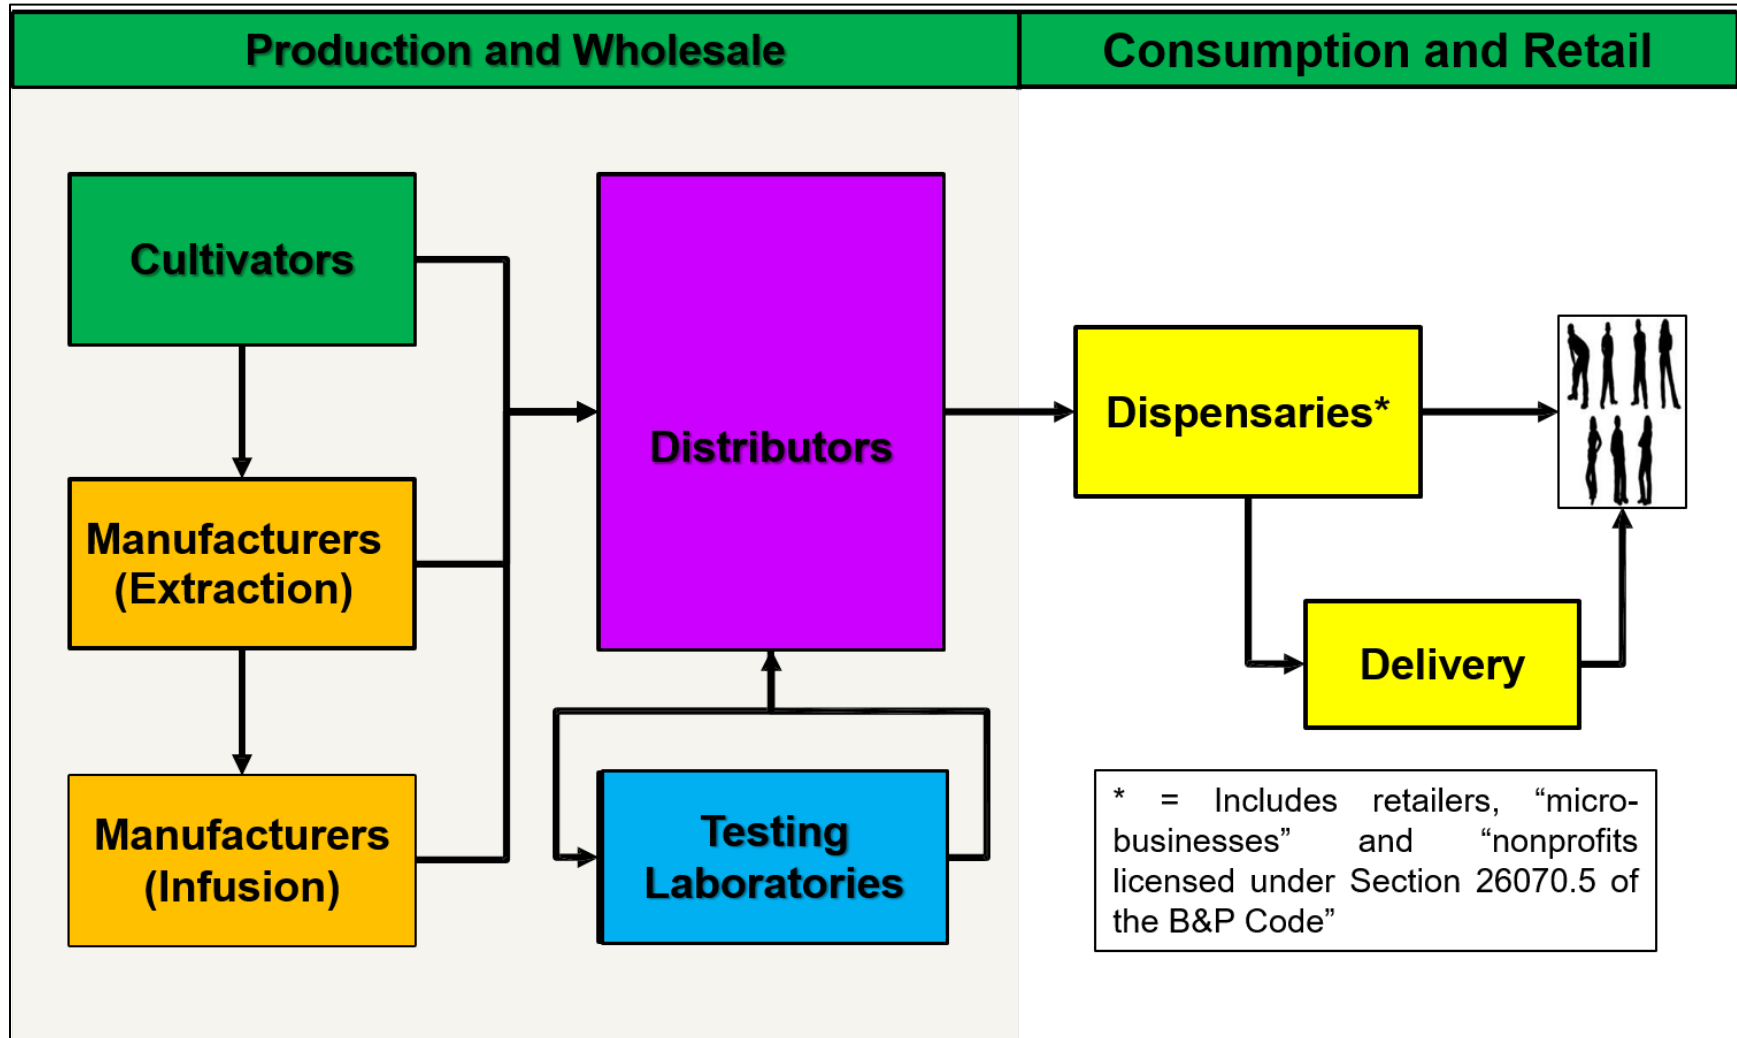 Production and Wholesale
Consumption and Retail
Cultivators
Distributors
Dispensaries*
Manufacturers
(Extraction)
Delivery
Manufacturers
(Infusion)
Testing
Laboratories
* = Includes retailers, “micro-
businesses” and “nonprofits
licensed under Section 26070.5 of
the B&P Code”